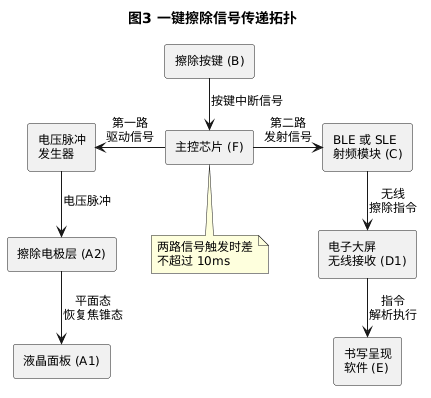 图3 一键擦除信号传递拓扑
擦除按键 (B)
按键中断信号
电压脉冲
发生器
第一路
驱动信号
主控芯片 (F)
第二路
发射信号
BLE 或 SLE
射频模块 (C)
电压脉冲
无线
擦除指令
擦除电极层 (A2)
两路信号触发时差
不超过 10ms
电子大屏
无线接收 (D1)
平面态
恢复焦锥态
指令
解析执行
液晶面板 (A1)
书写呈现
软件 (E)